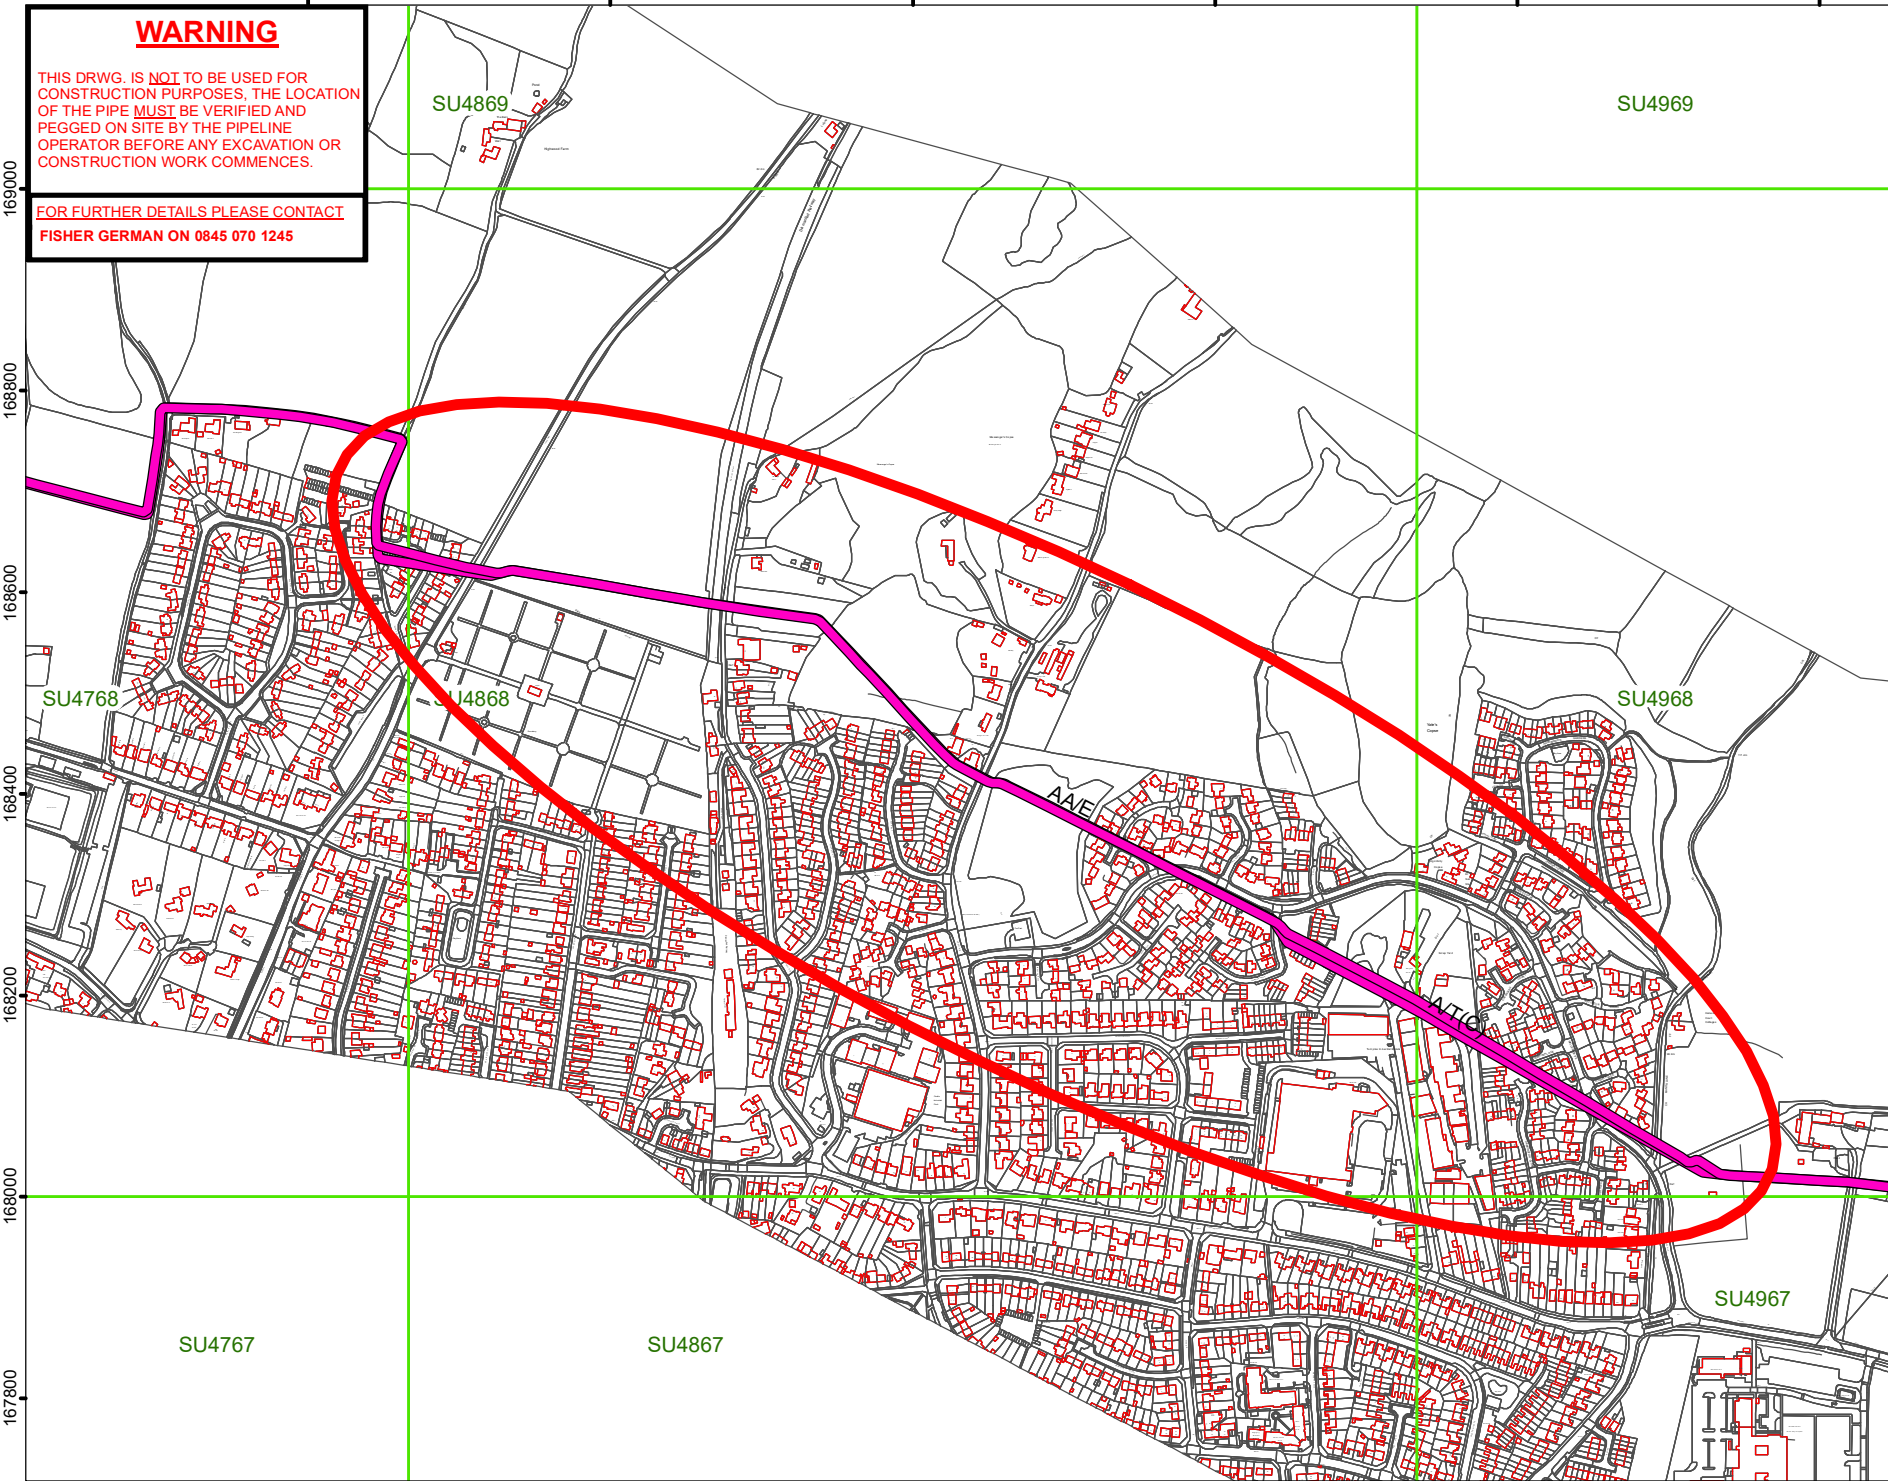 WARNING
THIS DRWG. IS NOT TO BE USED FOR
CONSTRUCTION PURPOSES, THE LOCATION
OF THE PIPE MUST BE VERIFIED AND
PEGGED ON SITE BY THE PIPELINE
OPERATOR BEFORE ANY EXCAVATION OR
CONSTRUCTION WORK COMMENCES.
FOR FURTHER DETAILS PLEASE CONTACT
FISHER GERMAN ON 0845 070 1245
SU4869
SU4969
169000
168800
168600
SU4768
SU4868
SU4968
168400
AA/E
168200
A/T(O)
168000
SU4967
SU4767
SU4867
167800